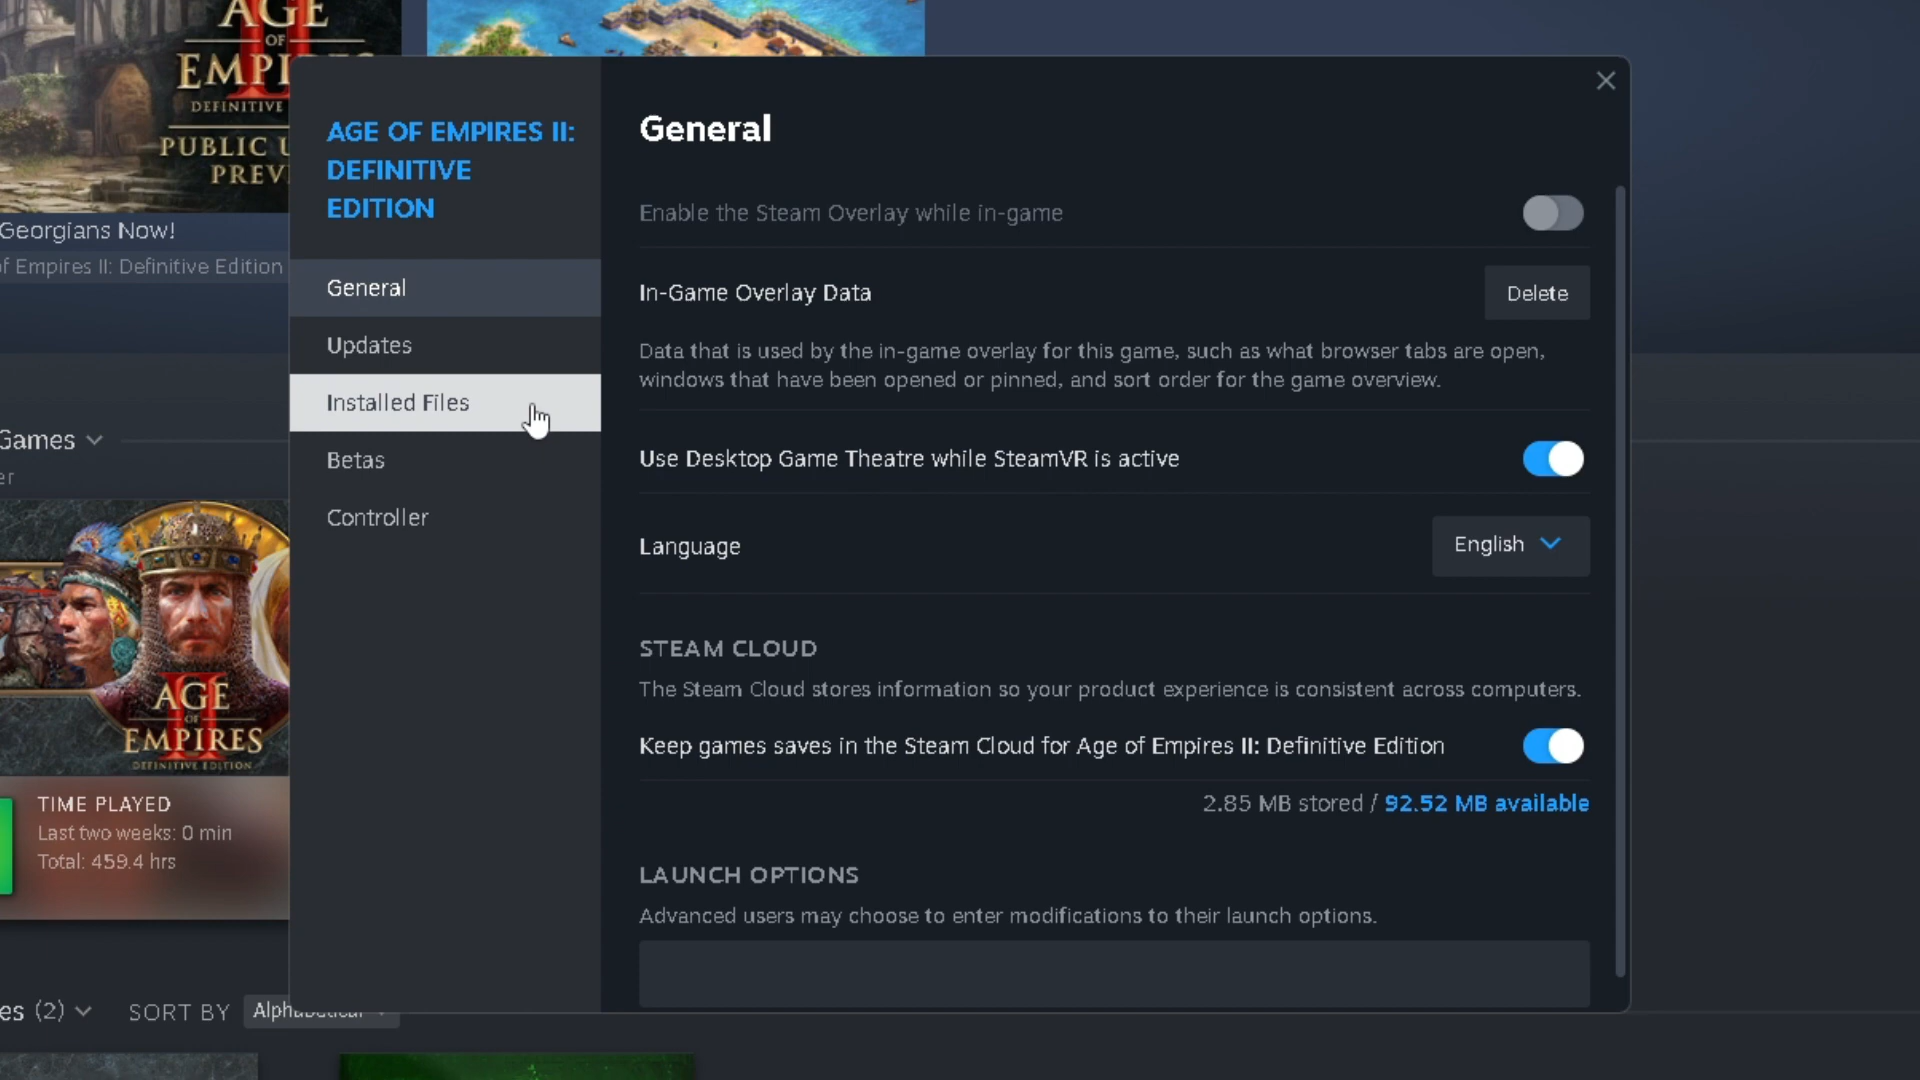 AGE
OF
EMPI
DEFINITIVE
PUBLIC U
PREV
Georgians Now!
of Empires II: Definitive Edition
Games
er
AGE
OF
EMPIRES
II
DEFINITIVE EDITION
TIME PLAYED
Last two weeks: 0 min
Total: 459.4 hrs
es (2)
SORT BY
Alphabetical
AGE OF EMPIRES II:
DEFINITIVE
EDITION
General
Updates
Installed Files
Betas
Controller
General
Enable the Steam Overlay while in-game
In-Game Overlay Data
Delete
Data that is used by the in-game overlay for this game, such as what browser tabs are open,
windows that have been opened or pinned, and sort order for the game overview.
Use Desktop Game Theatre while SteamVR is active
Language
English
STEAM CLOUD
The Steam Cloud stores information so your product experience is consistent across computers.
Keep games saves in the Steam Cloud for Age of Empires II: Definitive Edition
2.85 MB stored / 92.52 MB available
LAUNCH OPTIONS
Advanced users may choose to enter modifications to their launch options.